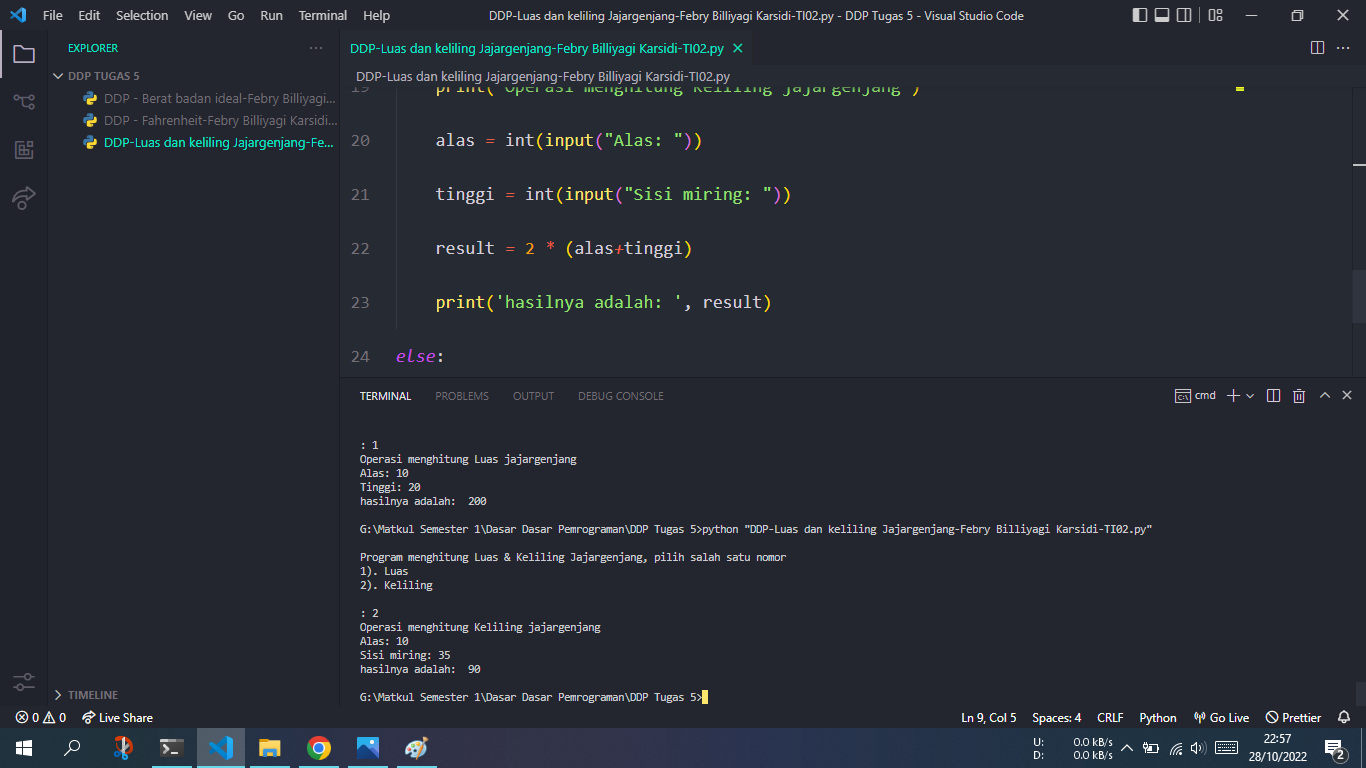 File Edit Selection View Go Run Terminal Help DDP-Luas dan keliling Jajargenjang-Febry Billiyagi Karsidi-TI02.py - DDP Tugas 5 - Visual Studio Code
EXPLORER
DDP TUGAS 5
DDP - Berat badan ideal-Febry Billiyagi...
DDP - Fahrenheit-Febry Billiyagi Karsidi...
DDP-Luas dan keliling Jajargenjang-Fe...
TIMELINE
DDP-Luas dan keliling Jajargenjang-Febry Billiyagi Karsidi-TI02.py
DDP-Luas dan keliling Jajargenjang-Febry Billiyagi Karsidi-TI02.py
19 print("Operasi menghitung Keliling jajargenjang")
20 alas = int(input("Alas: "))
21 tinggi = int(input("Sisi miring: "))
22 result = 2 * (alas+tinggi)
23 print('hasilnya adalah: ', result)
24 else:
TERMINAL PROBLEMS OUTPUT DEBUG CONSOLE cmd
: 1
Operasi menghitung Luas jajargenjang
Alas: 10
Tinggi: 20
hasilnya adalah:  200
G:\Matkul Semester 1\Dasar Dasar Pemrograman\DDP Tugas 5>python "DDP-Luas dan keliling Jajargenjang-Febry Billiyagi Karsidi-TI02.py"
Program menghitung Luas & Keliling Jajargenjang, pilih salah satu nomor
1). Luas
2). Keliling
: 2
Operasi menghitung Keliling jajargenjang
Alas: 10
Sisi miring: 35
hasilnya adalah:  90
G:\Matkul Semester 1\Dasar Dasar Pemrograman\DDP Tugas 5>
0 0 Live Share Ln 9, Col 5 Spaces: 4 CRLF Python Go Live Prettier
U: 0.0 kB/s
D: 0.0 kB/s
22:57
28/10/2022
2